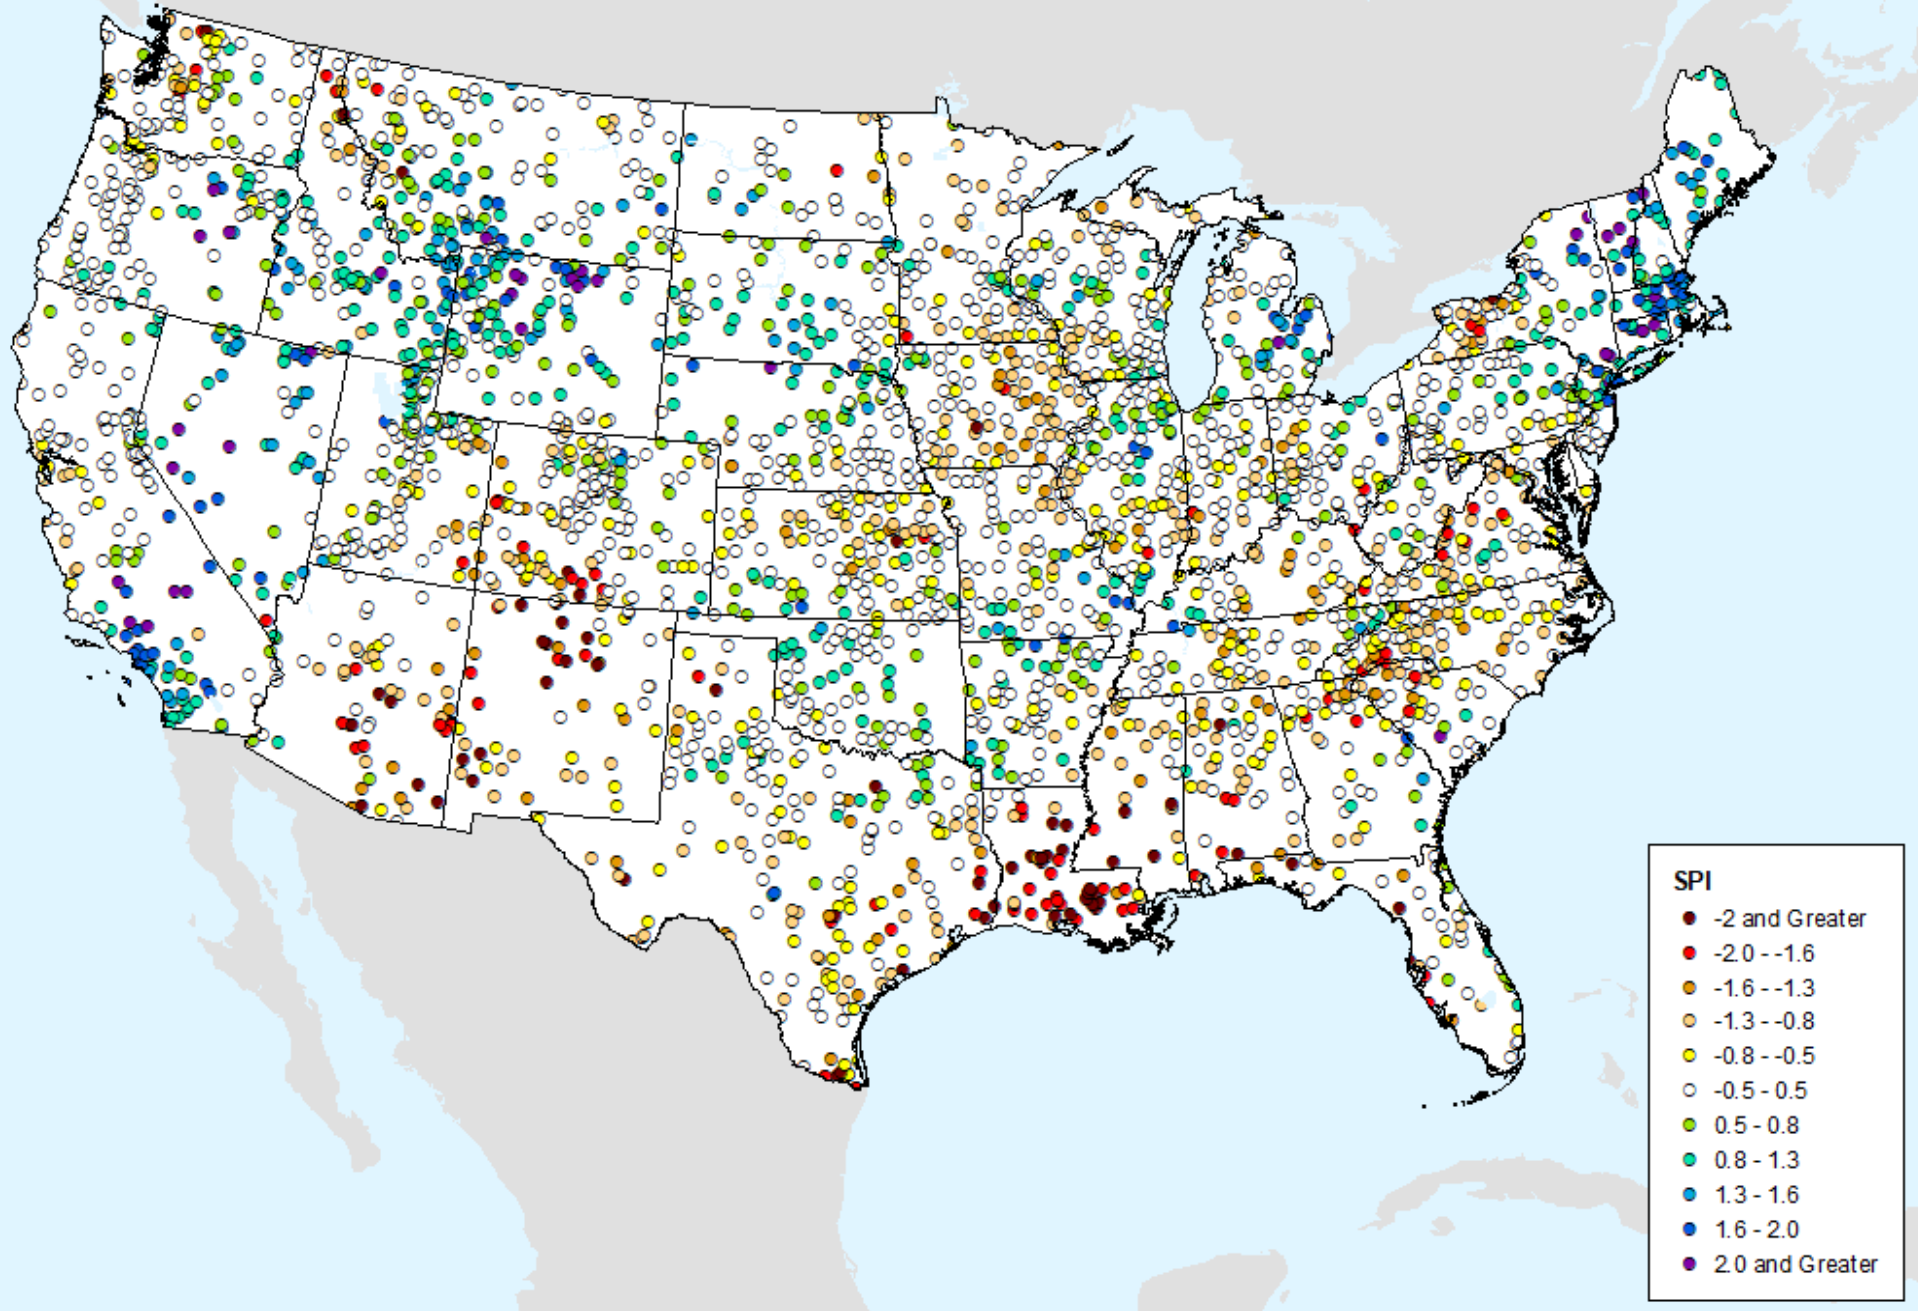 SPI
-2 and Greater
-2.0 - -1.6
-1.6 - -1.3
-1.3 - -0.8
-0.8 - -0.5
-0.5 - 0.5
0.5 - 0.8
0.8 - 1.3
1.3 - 1.6
1.6 - 2.0
2.0 and Greater